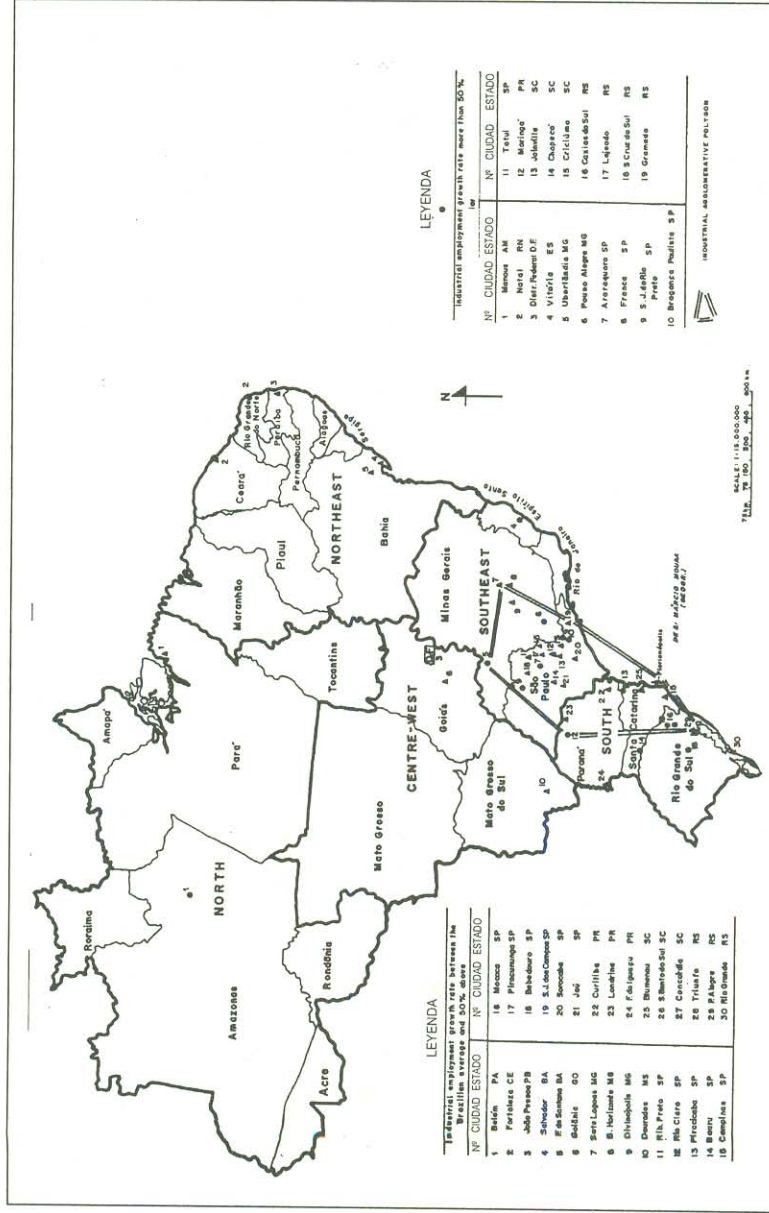 Roraima
Amapá
Amazonas
NORTH
Pará
Acre
Rondônia
Mato Grosso
Tocantins
Maranhão
Piauí
Ceará
Rio Grande
do Norte
Paraíba
Pernambuco
Alagoas
Sergipe
NORTHEAST
Bahia
CENTRE-WEST
Goiás
DF
Mato Grosso
do Sul
Minas Gerais
SOUTHEAST
Espírito Santo
Rio de
Janeiro
São
Paulo
Paraná
SOUTH
Santa Catarina
Florianópolis
Rio Grande
do Sul
N
LEYENDA
Industrial employment growth rate between the
Brazilian average and 50% above
Nº CIUDAD ESTADO Nº CIUDAD ESTADO
1 Belém PA 16 Mococa SP
2 Fortaleza CE 17 Piracununga SP
3 João Pessoa PB 18 Bebedouro SP
4 Salvador BA 19 S.J.dos Campos SP
5 F. de Santana BA 20 Sorocaba SP
6 Goiânia GO 21 Jaú SP
7 Sete Lagoas MG 22 Curitiba PR
8 B. Horizonte MG 23 Londrina PR
9 Divinópolis MG 24 F. do Iguaçu PR
10 Dourados MS 25 Blumenau SC
11 Rib. Preto SP 26 S.Bento do Sul SC
12 Rio Claro SP 27 Concórdia SC
13 Piracicaba SP 28 Triunfo RS
14 Bauru SP 29 P. Alegre RS
15 Campinas SP 30 Rio Grande RS
LEYENDA
Industrial employment growth rate more than 50%
Nº CIUDAD ESTADO Nº CIUDAD ESTADO
1 Manaus AM 11 Tatuí SP
2 Natal RN 12 Maringá PR
3 Distr. Federal D.F. 13 Joinville SC
4 Vitória ES 14 Chapecó SC
5 Uberlândia MG 15 Criciúma SC
6 Pouso Alegre MG 16 Caxias do Sul RS
7 Araraquara SP 17 Lajeado RS
8 Franca SP 18 S Cruz do Sul RS
9 S.J. do Rio Preto SP 19 Gramado RS
10 Bragança Paulista SP
INDUSTRIAL AGGLOMERATIVE POLYGON
DES: MÁRCIO MOURA
SCALE: 1:15.000.000